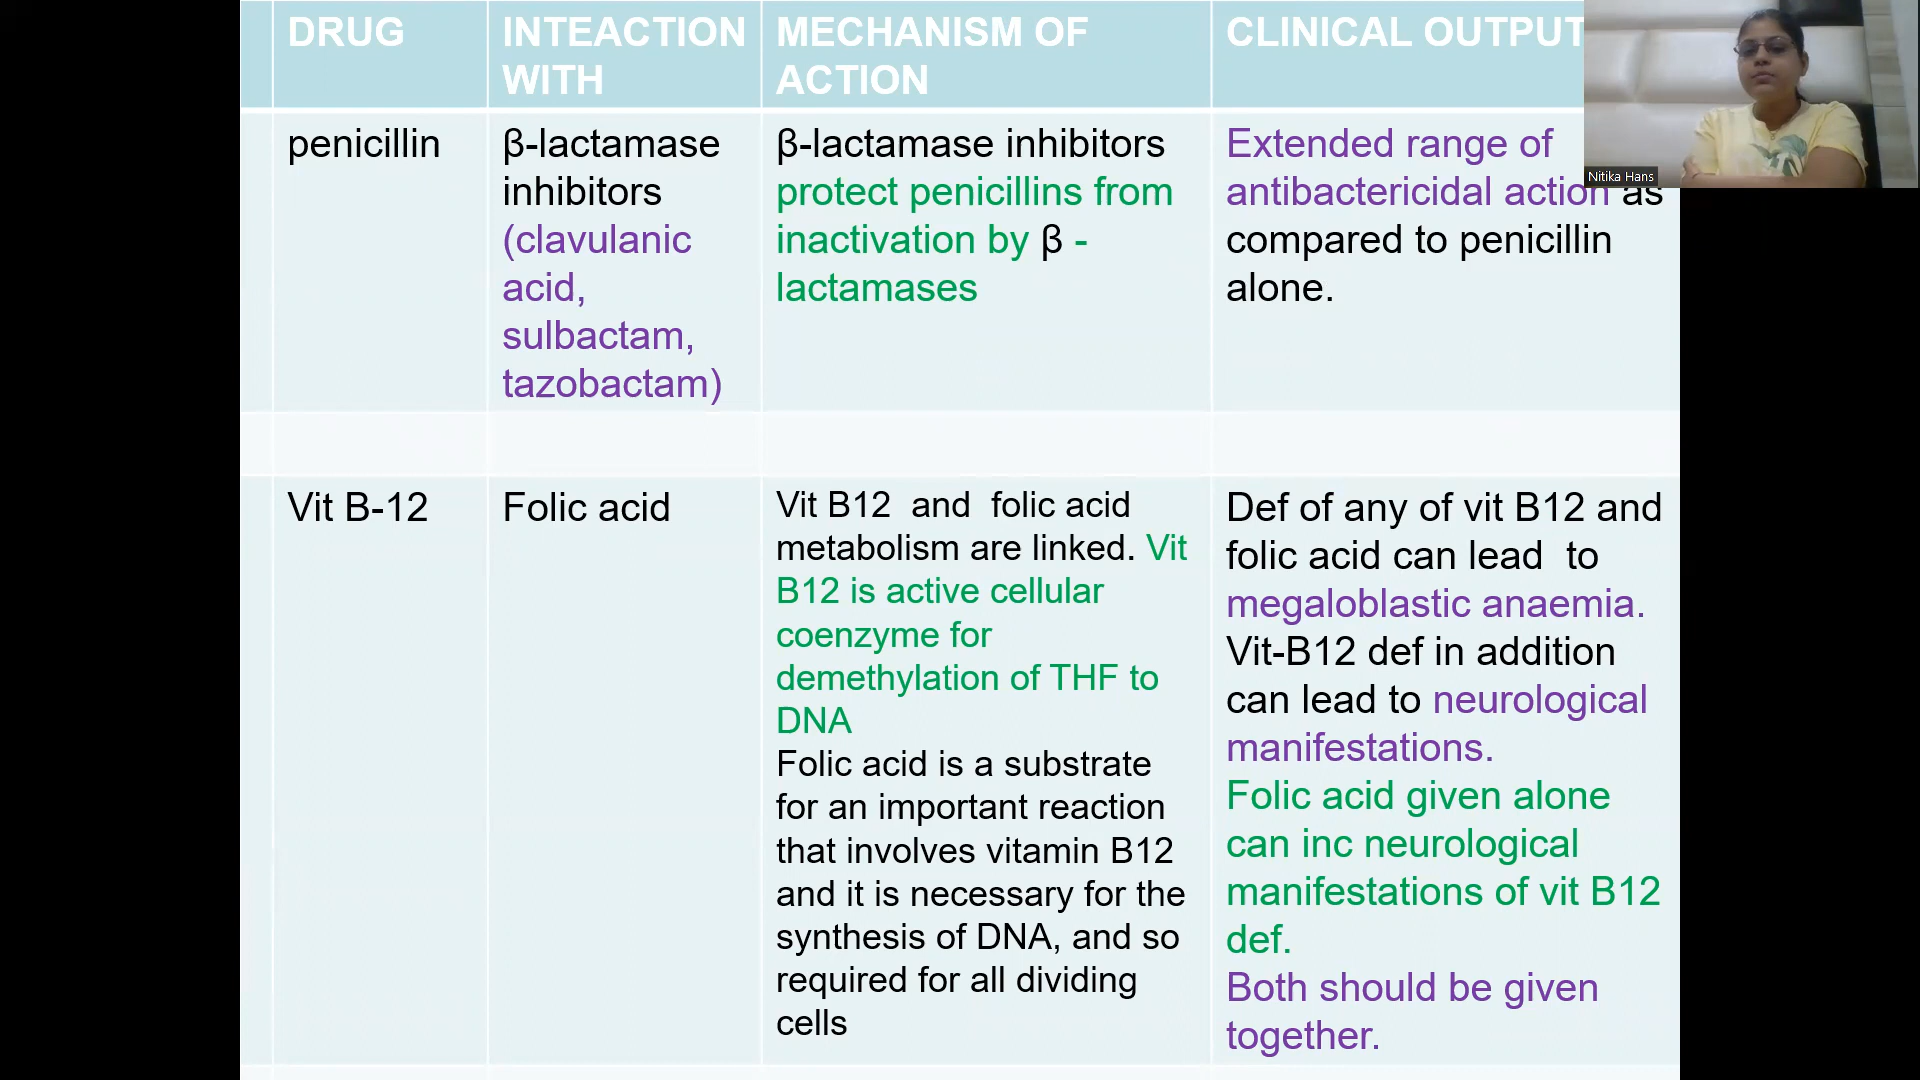 DRUG
INTEACTION
WITH
MECHANISM OF
ACTION
CLINICAL OUTPUT
penicillin
β-lactamase
inhibitors
(clavulanic
acid,
sulbactam,
tazobactam)
β-lactamase inhibitors
protect penicillins from
inactivation by β -
lactamases
Extended range of
antibactericidal action as
compared to penicillin
alone.
Nitika Hans
Vit B-12
Folic acid
Vit B12 and folic acid
metabolism are linked. Vit
B12 is active cellular
coenzyme for
demethylation of THF to
DNA
Folic acid is a substrate
for an important reaction
that involves vitamin B12
and it is necessary for the
synthesis of DNA, and so
required for all dividing
cells
Def of any of vit B12 and
folic acid can lead to
megaloblastic anaemia.
Vit-B12 def in addition
can lead to neurological
manifestations.
Folic acid given alone
can inc neurological
manifestations of vit B12
def.
Both should be given
together.